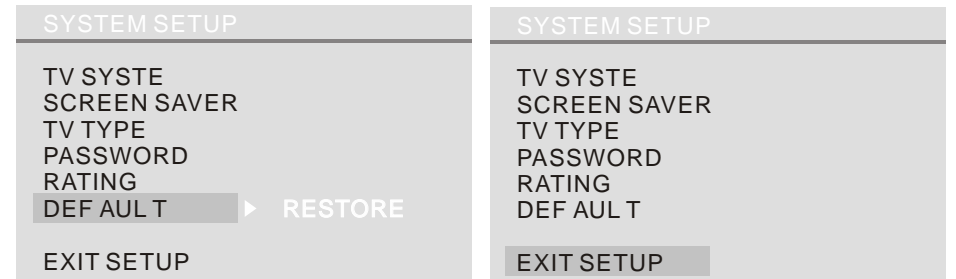 SYSTEM SETUP
TV SYSTE
SCREEN SAVER
TV TYPE
PASSWORD
RATING
DEF AUL T RESTORE
EXIT SETUP
SYSTEM SETUP
TV SYSTE
SCREEN SAVER
TV TYPE
PASSWORD
RATING
DEF AUL T
EXIT SETUP